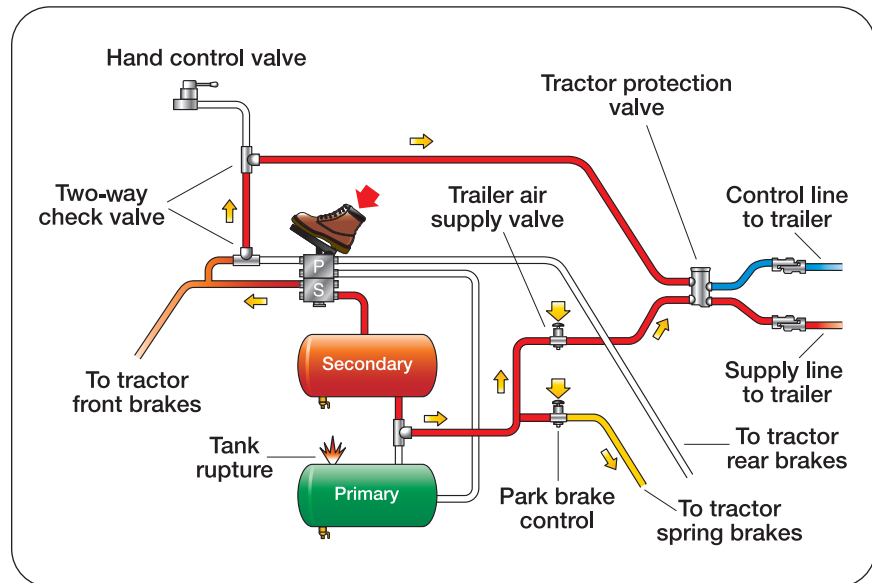 Hand control valve
Tractor protection
valve
Two-way
check valve
Trailer air
supply valve
Control line
to trailer
P
S
Secondary
To tractor
front brakes
Supply line
to trailer
Tank
rupture
Primary
Park brake
control
To tractor
rear brakes
To tractor
spring brakes